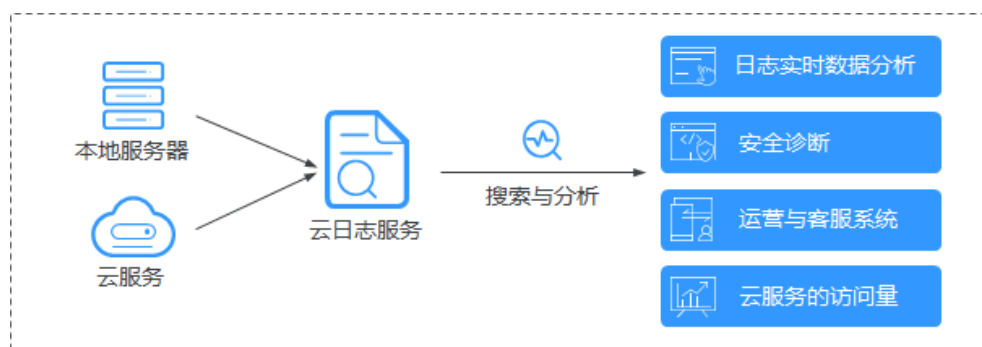 本地服务器
云服务
云日志服务
搜索与分析
日志实时数据分析
安全诊断
运营与客服系统
云服务的访问量